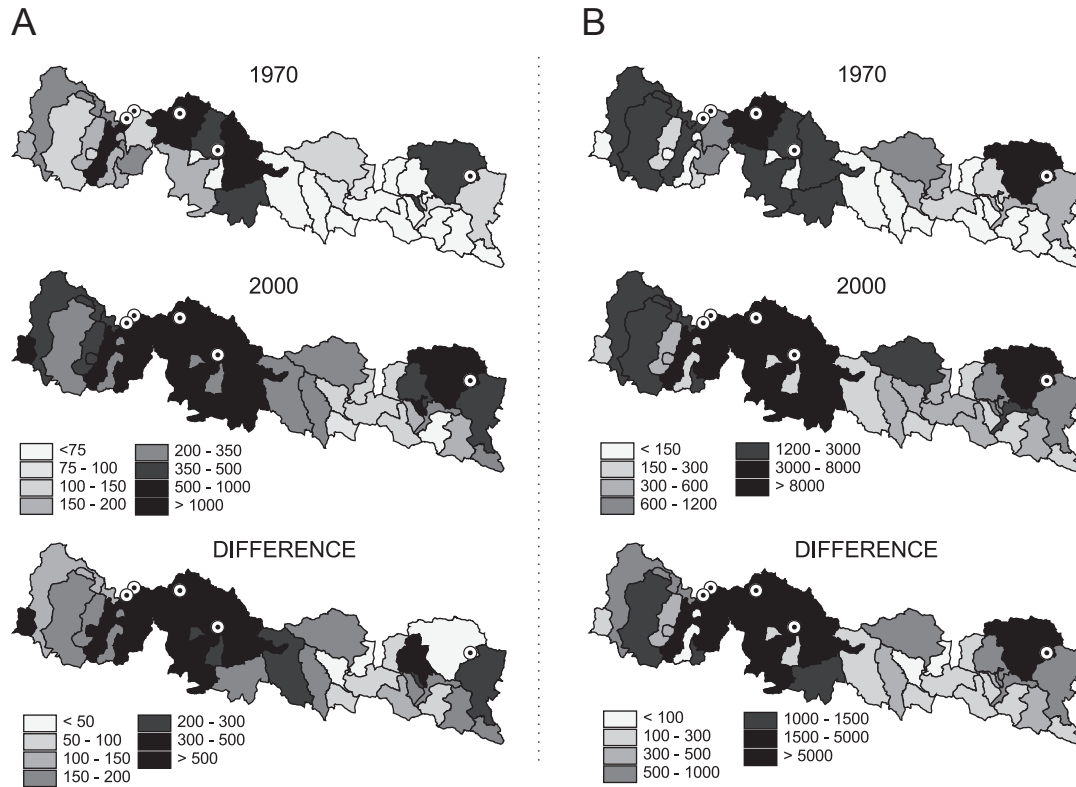 A
1970
2000
<75
75 - 100
100 - 150
150 - 200
200 - 350
350 - 500
500 - 1000
> 1000
DIFFERENCE
< 50
50 - 100
100 - 150
150 - 200
200 - 300
300 - 500
> 500
B
1970
2000
< 150
150 - 300
300 - 600
600 - 1200
1200 - 3000
3000 - 8000
> 8000
DIFFERENCE
< 100
100 - 300
300 - 500
500 - 1000
1000 - 1500
1500 - 5000
> 5000